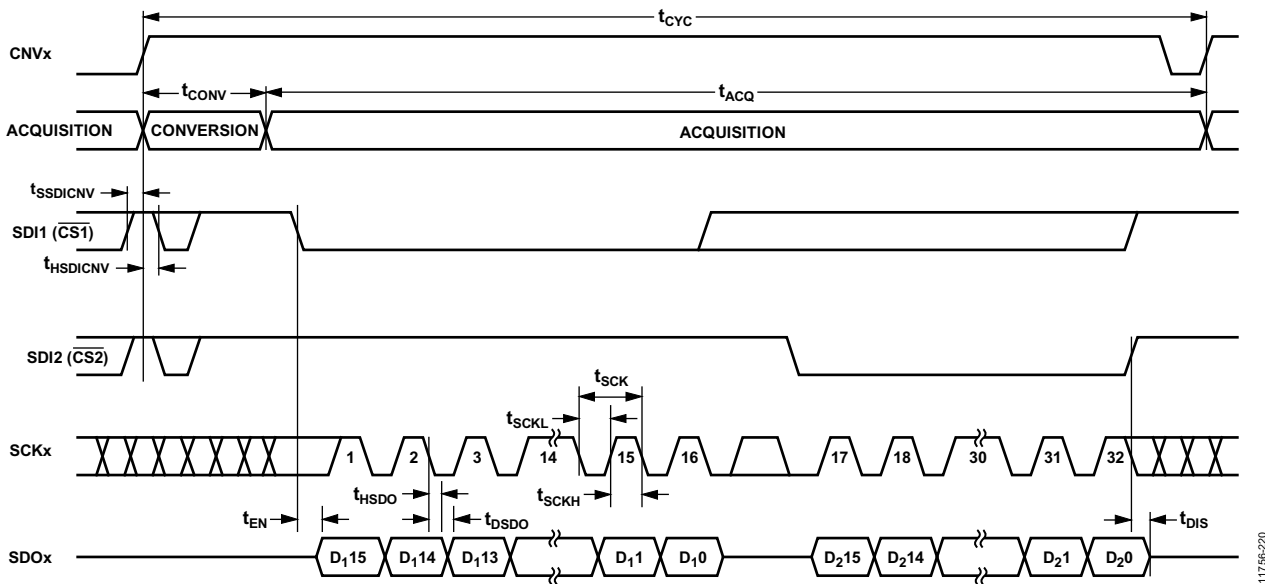 tCYC
CNVx
tCONV
tACQ
ACQUISITION CONVERSION ACQUISITION
tSSDICNV
SDI1 (CS1)
tHSDICNV
SDI2 (CS2)
tSCK
tSCKL
SCKx 1 2 3 14 15 16 17 18 30 31 32
tHSDO tSCKH
tEN tDSDO tDIS
SDOx D115 D114 D113 D11 D10 D215 D214 D21 D20
11756-220